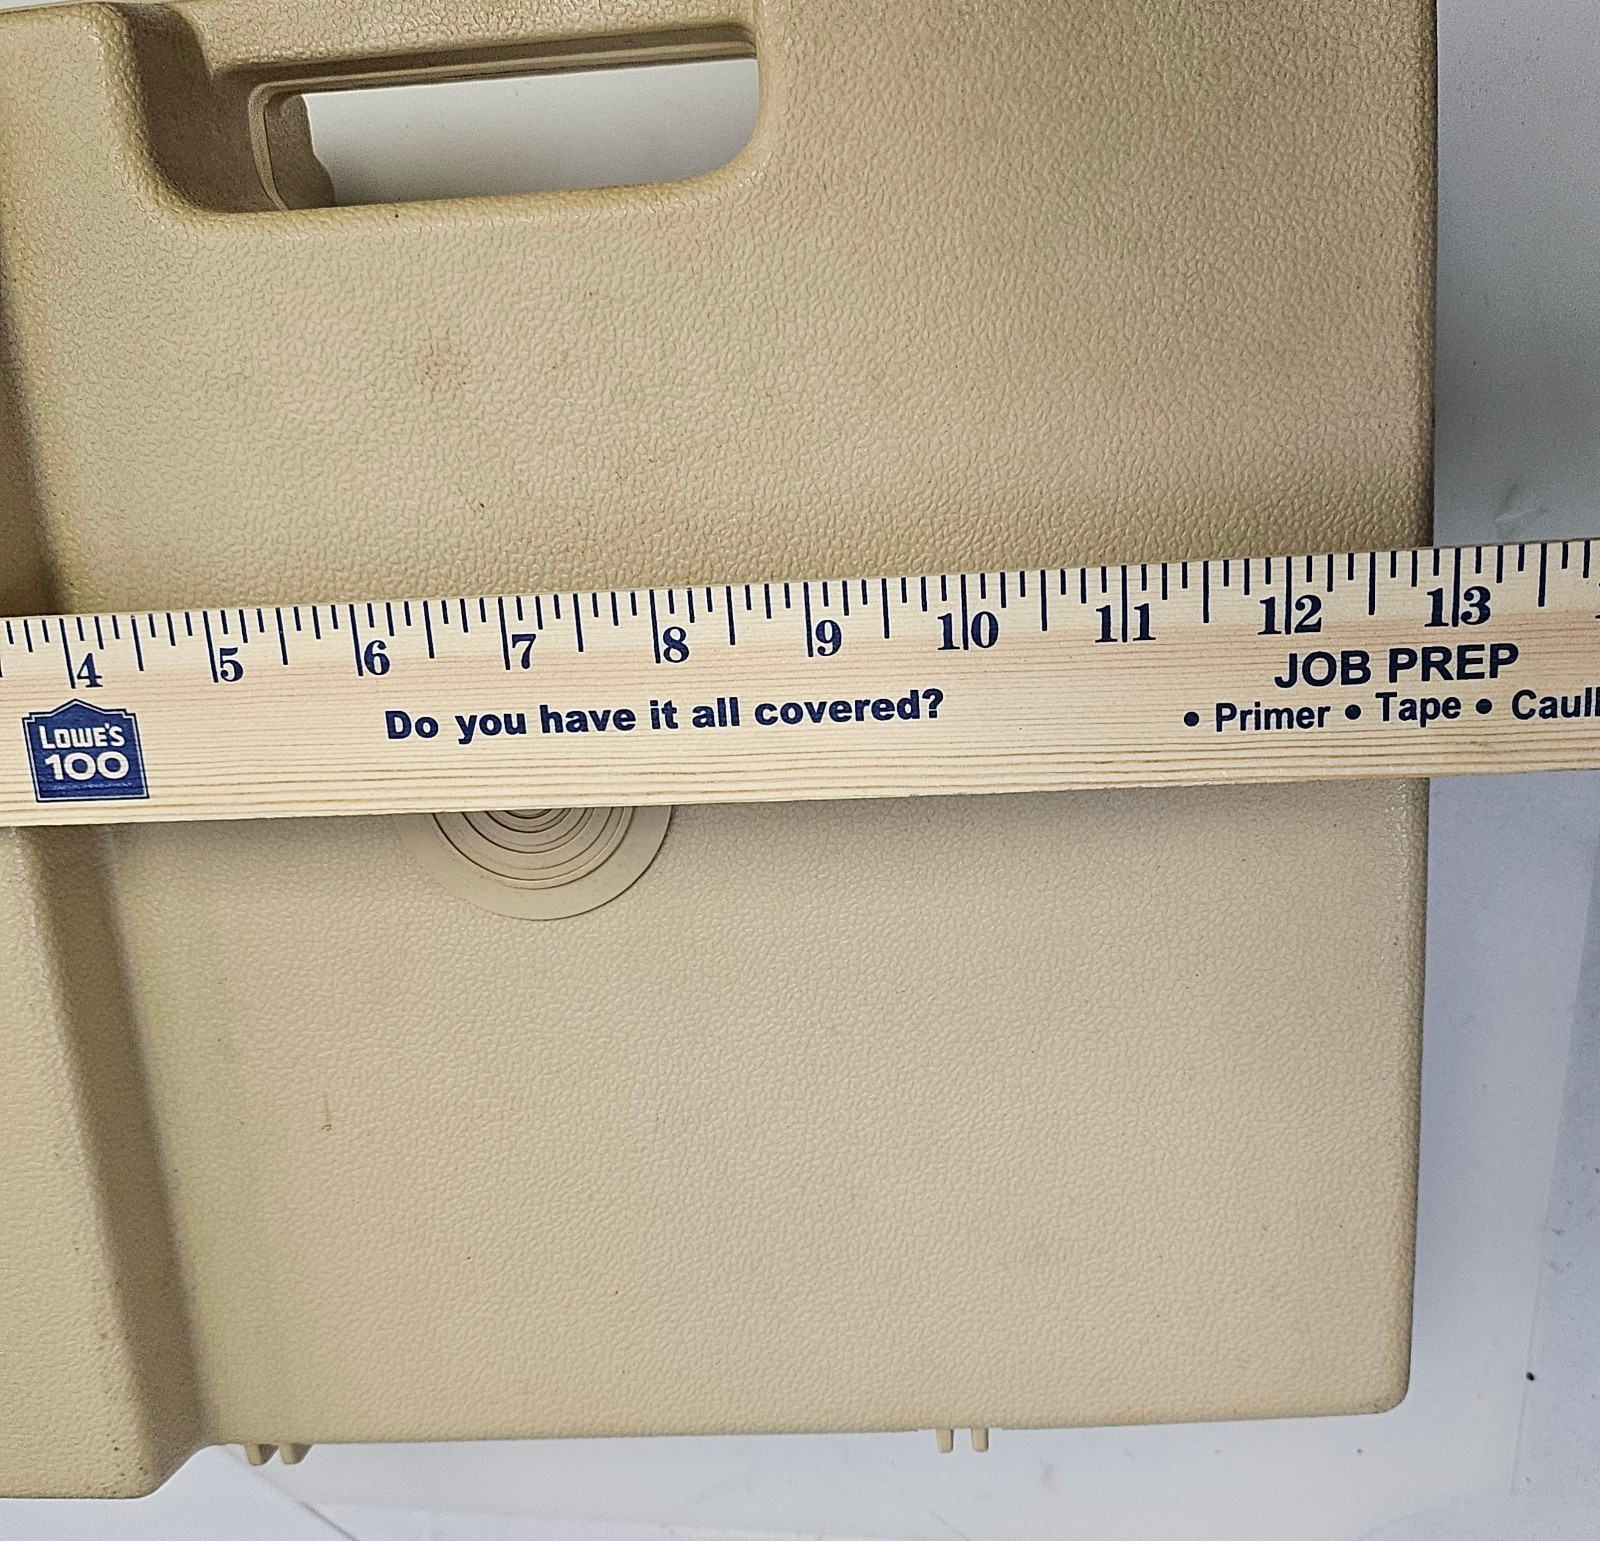 4 5 6 7 8 9 10 11 12 13
JOB PREP
Do you have it all covered? • Primer • Tape • Caul
LOWE'S
100